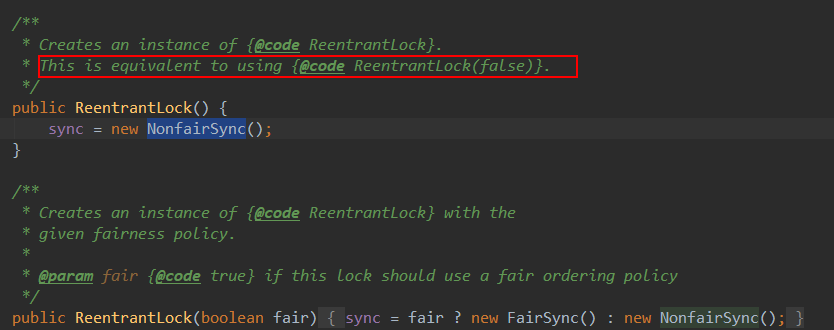 /**
* Creates an instance of {@code ReentrantLock}.
* This is equivalent to using {@code ReentrantLock(false)}.
*/
public ReentrantLock() {
sync = new NonfairSync();
}
/**
* Creates an instance of {@code ReentrantLock} with the
* given fairness policy.
*
* @param fair {@code true} if this lock should use a fair ordering policy
*/
public ReentrantLock(boolean fair) { sync = fair ? new FairSync() : new NonfairSync(); }